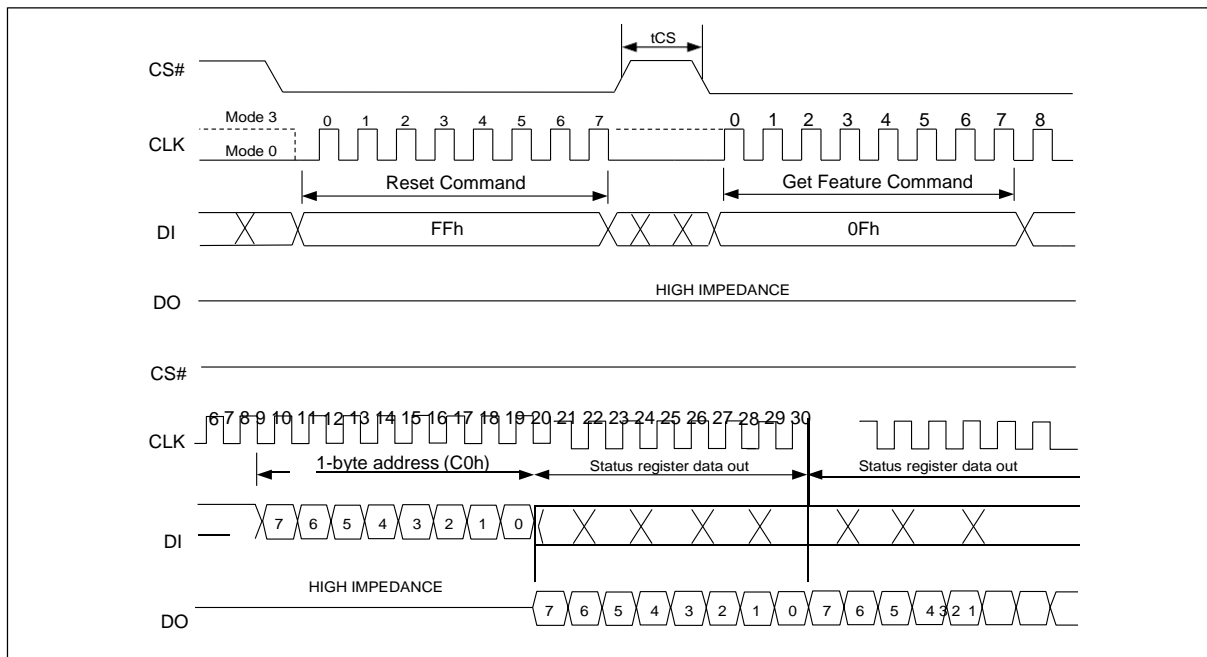 tCS
CS#
Mode 3
0 1 2 3 4 5 6 7 0 1 2 3 4 5 6 7 8
CLK
Mode 0
Reset Command Get Feature Command
DI FFh 0Fh
HIGH IMPEDANCE
DO
CS#
6 7 8 9 10 11 12 13 14 15 16 17 18 19 20 21 22 23 24 25 26 27 28 29 30
CLK
1-byte address (C0h) Status register data out Status register data out
7 6 5 4 3 2 1 0
DI
HIGH IMPEDANCE
7 6 5 4 3 2 1 0 7 6 5 4 3 2 1
DO